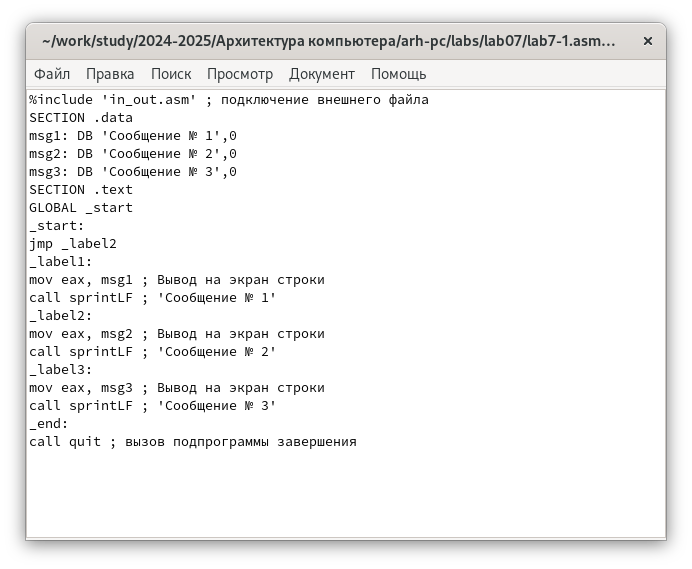 ~/work/study/2024-2025/Архитектура компьютера/arh-pc/labs/lab07/lab7-1.asm...
Файл Правка Поиск Просмотр Документ Помощь
%include 'in_out.asm' ; подключение внешнего файла
SECTION .data
msg1: DB 'Сообщение № 1',0
msg2: DB 'Сообщение № 2',0
msg3: DB 'Сообщение № 3',0
SECTION .text
GLOBAL _start
_start:
jmp _label2
_label1:
mov eax, msg1 ; Вывод на экран строки
call sprintLF ; 'Сообщение № 1'
_label2:
mov eax, msg2 ; Вывод на экран строки
call sprintLF ; 'Сообщение № 2'
_label3:
mov eax, msg3 ; Вывод на экран строки
call sprintLF ; 'Сообщение № 3'
_end:
call quit ; вызов подпрограммы завершения